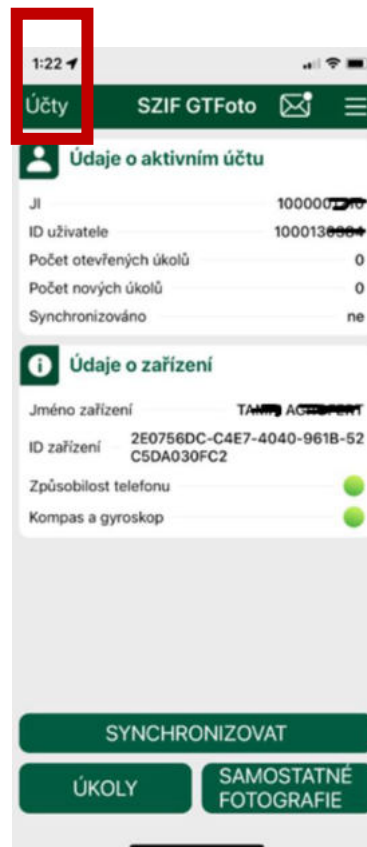 1:22
Účty SZIF GTFoto
Údaje o aktivním účtu
JI
ID uživatele
Počet otevřených úkolů 0
Počet nových úkolů 0
Synchronizováno ne
Údaje o zařízení
Jméno zařízení
ID zařízení 2E0756DC-C4E7-4040-961B-52
C5DA030FC2
Způsobilost telefonu
Kompas a gyroskop
SYNCHRONIZOVAT
ÚKOLY
SAMOSTATNÉ
FOTOGRAFIE